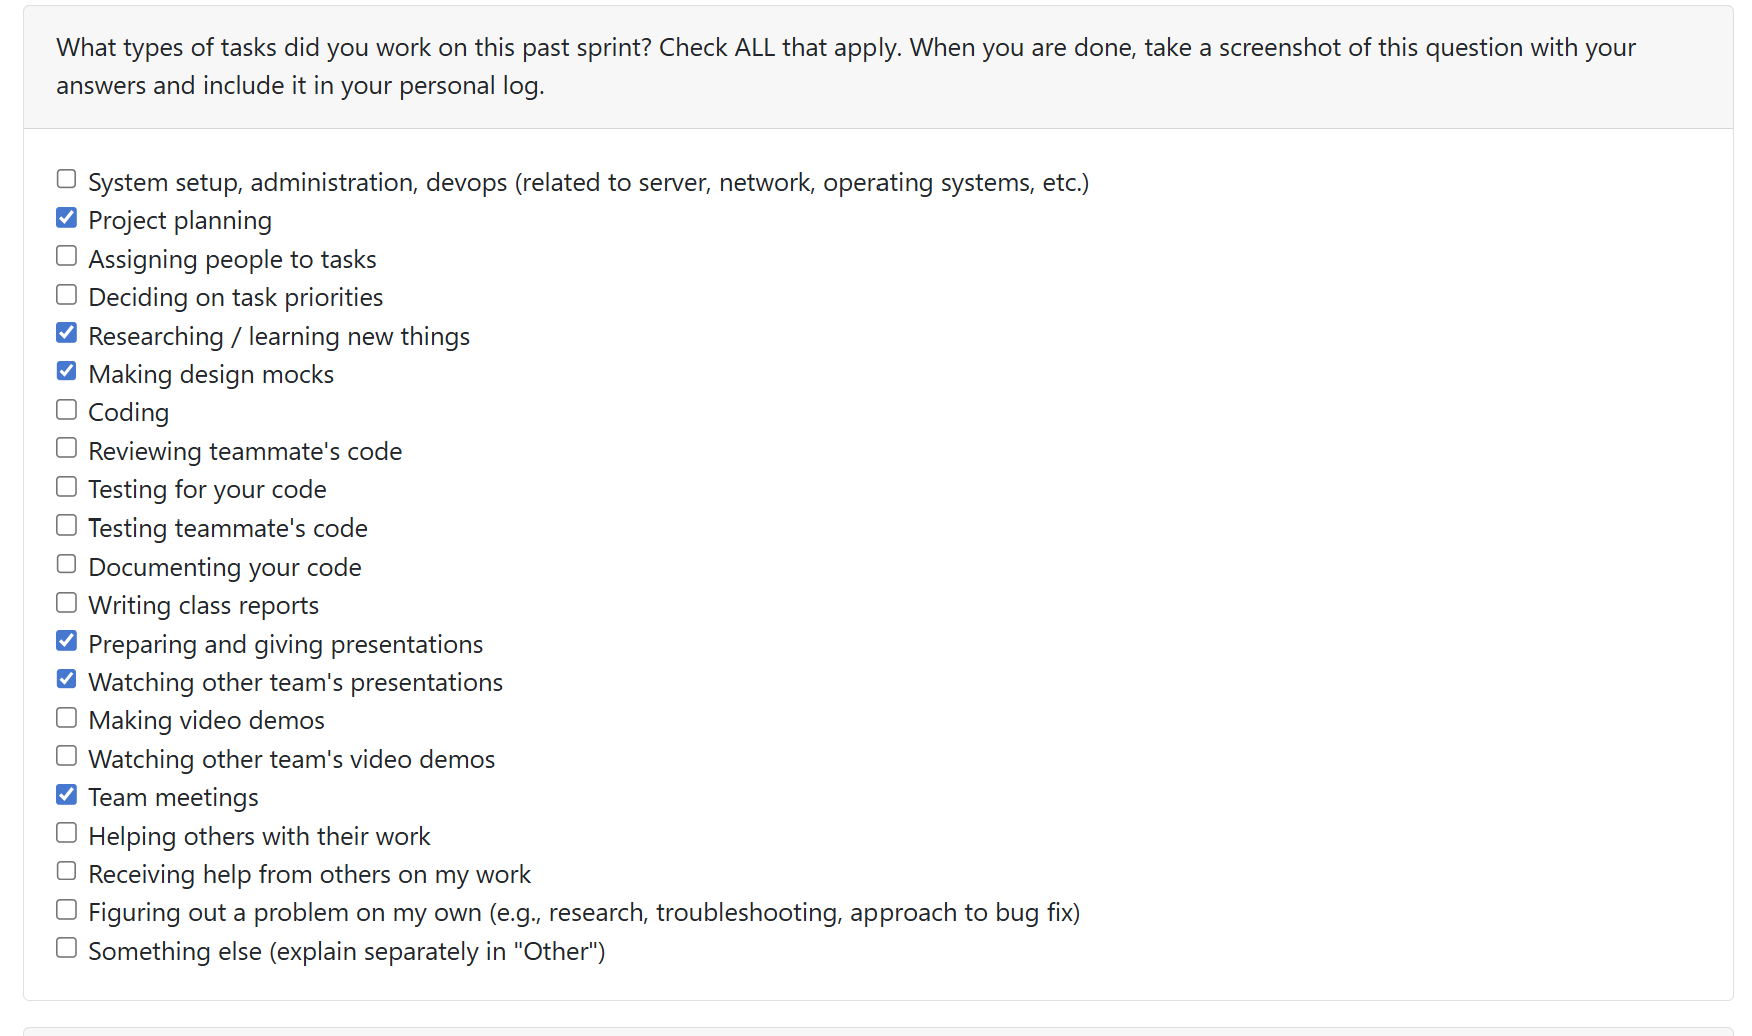 What types of tasks did you work on this past sprint? Check ALL that apply. When you are done, take a screenshot of this question with your
answers and include it in your personal log.
System setup, administration, devops (related to server, network, operating systems, etc.)
Project planning
Assigning people to tasks
Deciding on task priorities
Researching / learning new things
Making design mocks
Coding
Reviewing teammate's code
Testing for your code
Testing teammate's code
Documenting your code
Writing class reports
Preparing and giving presentations
Watching other team's presentations
Making video demos
Watching other team's video demos
Team meetings
Helping others with their work
Receiving help from others on my work
Figuring out a problem on my own (e.g., research, troubleshooting, approach to bug fix)
Something else (explain separately in "Other")